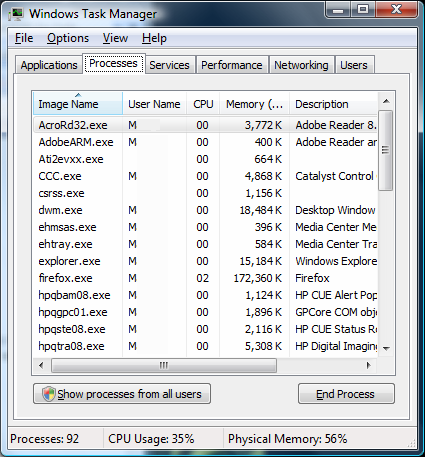 Windows Task Manager
File Options View Help
Applications Processes Services Performance Networking Users
Image Name User Name CPU Memory (... Description
AcroRd32.exe M 00 3,772 K Adobe Reader 8.
AdobeARM.exe M 00 400 K Adobe Reader an
Ati2evxx.exe 00 664 K
CCC.exe M 00 4,868 K Catalyst Control C
csrss.exe 00 1,156 K
dwm.exe M 00 18,484 K Desktop Window
ehmsas.exe M 00 396 K Media Center Me
ehtray.exe M 00 584 K Media Center Tra
explorer.exe M 00 15,184 K Windows Explore
firefox.exe M 02 172,360 K Firefox
hpqbam08.exe M 00 1,124 K HP CUE Alert Pop
hpqgpc01.exe M 00 1,896 K GPCore COM obje
hpqste08.exe M 00 2,116 K HP CUE Status Ro
hpqtra08.exe M 00 5,308 K HP Digital Imaging
Show processes from all users End Process
Processes: 92 CPU Usage: 35% Physical Memory: 56%